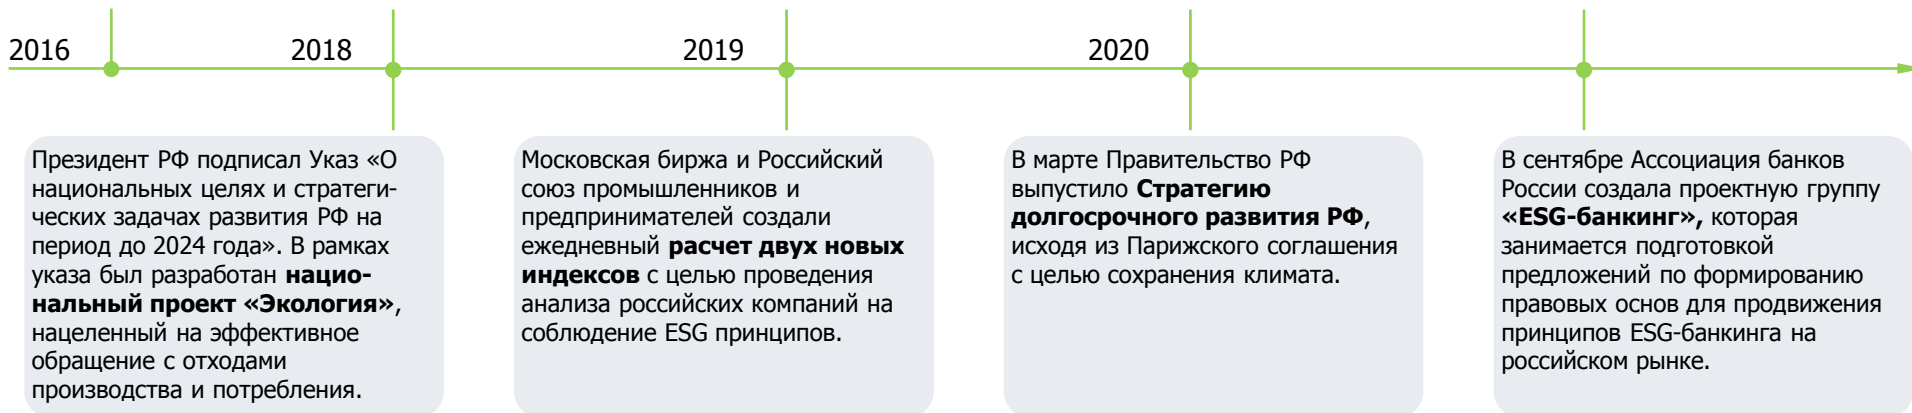 2016
2018
2019
2020
Президент РФ подписал Указ «О
национальных целях и стратеги-
ческих задачах развития РФ на
период до 2024 года». В рамках
указа был разработан нацио-
нальный проект «Экология»,
нацеленный на эффективное
обращение с отходами
производства и потребления.
Московская биржа и Российский
союз промышленников и
предпринимателей создали
ежедневный расчет двух новых
индексов с целью проведения
анализа российских компаний на
соблюдение ESG принципов.
В марте Правительство РФ
выпустило Стратегию
долгосрочного развития РФ,
исходя из Парижского соглашения
с целью сохранения климата.
В сентябре Ассоциация банков
России создала проектную группу
«ESG-банкинг», которая
занимается подготовкой
предложений по формированию
правовых основ для продвижения
принципов ESG-банкинга на
российском рынке.